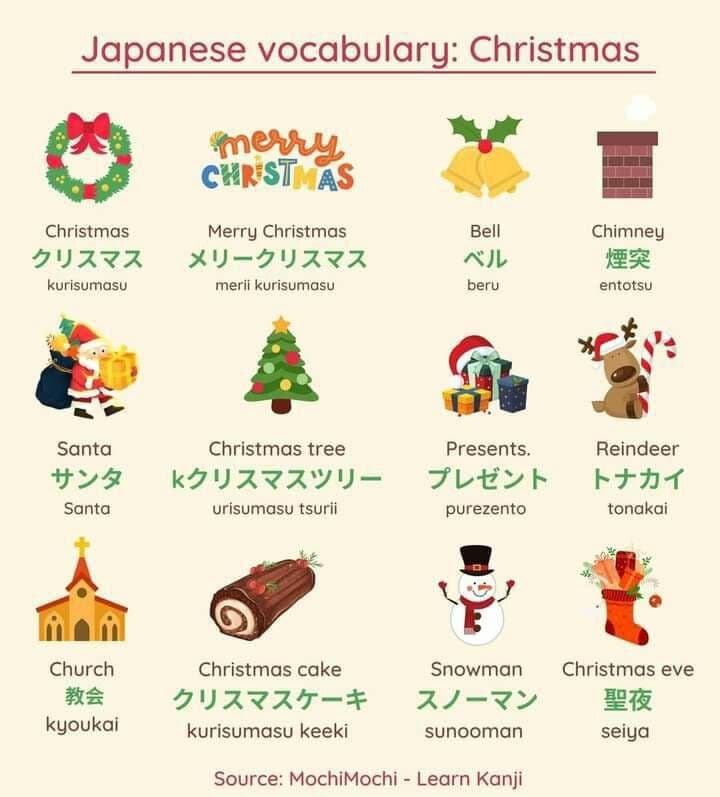 Japanese vocabulary: Christmas
merry
CHRISTMAS
Christmas
クリスマス
kurisumasu
Merry Christmas
メリークリスマス
merii kurisumasu
Bell
ベル
beru
Chimney
煙突
entotsu
Santa
サンタ
Santa
Christmas tree
kクリスマスツリー
urisumasu tsurii
Presents.
プレゼント
purezento
Reindeer
トナカイ
tonakai
Church
教会
kyoukai
Christmas cake
クリスマスケーキ
kurisumasu keeki
Snowman
スノーマン
sunooman
Christmas eve
聖夜
seiya
Source: MochiMochi - Learn Kanji